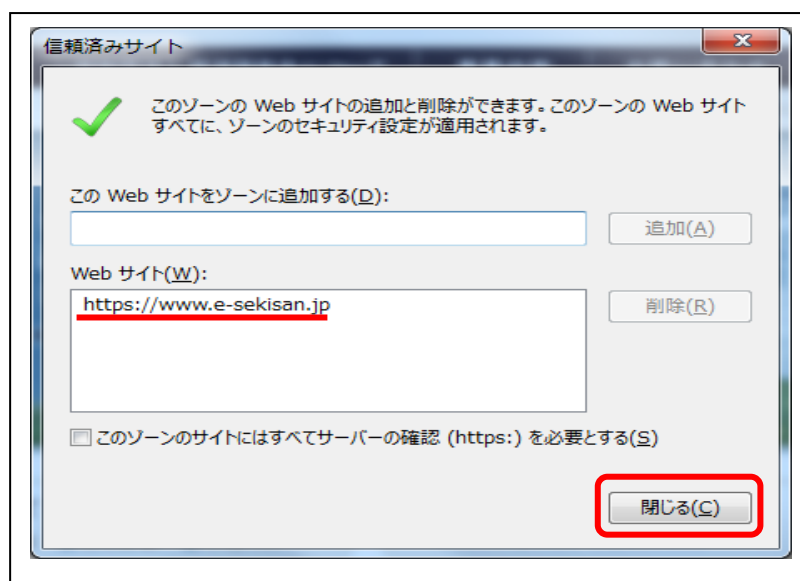 信頼済みサイト
このゾーンの Web サイトの追加と削除ができます。このゾーンの Web サイト
すべてに、ゾーンのセキュリティ設定が適用されます。
この Web サイトをゾーンに追加する(D):
追加(A)
Web サイト(W):
https://www.e-sekisan.jp
削除(R)
このゾーンのサイトにはすべてサーバーの確認 (https:) を必要とする(S)
閉じる(C)